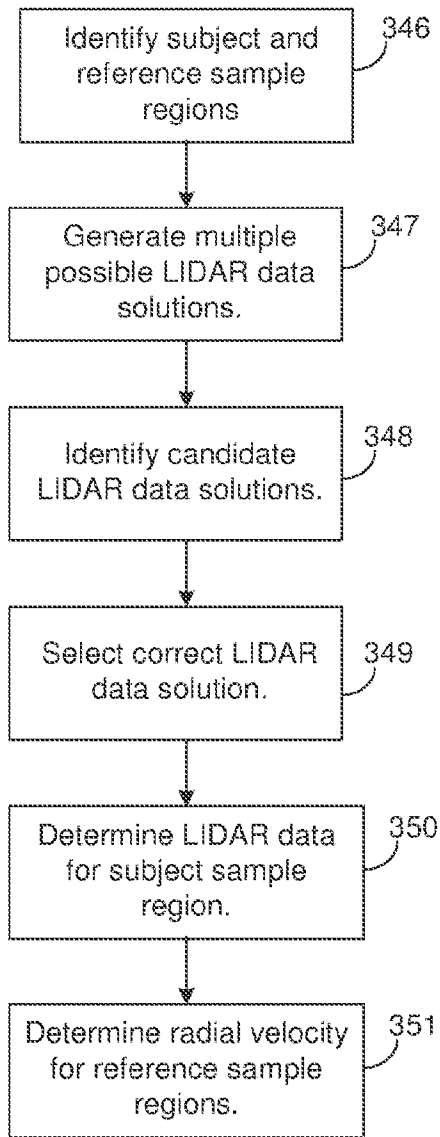 Identify subject and
reference sample
regions
346
Generate multiple
possible LIDAR data
solutions.
347
Identify candidate
LIDAR data solutions.
348
Select correct LIDAR
data solution.
349
Determine LIDAR data
for subject sample
region.
350
Determine radial velocity
for reference sample
regions.
351